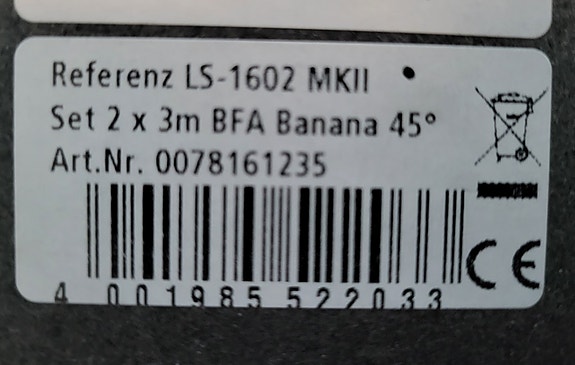 Referenz LS-1602 MKII
Set 2 x 3m BFA Banana 45°
Art.Nr. 0078161235
CE
4 001985 522033